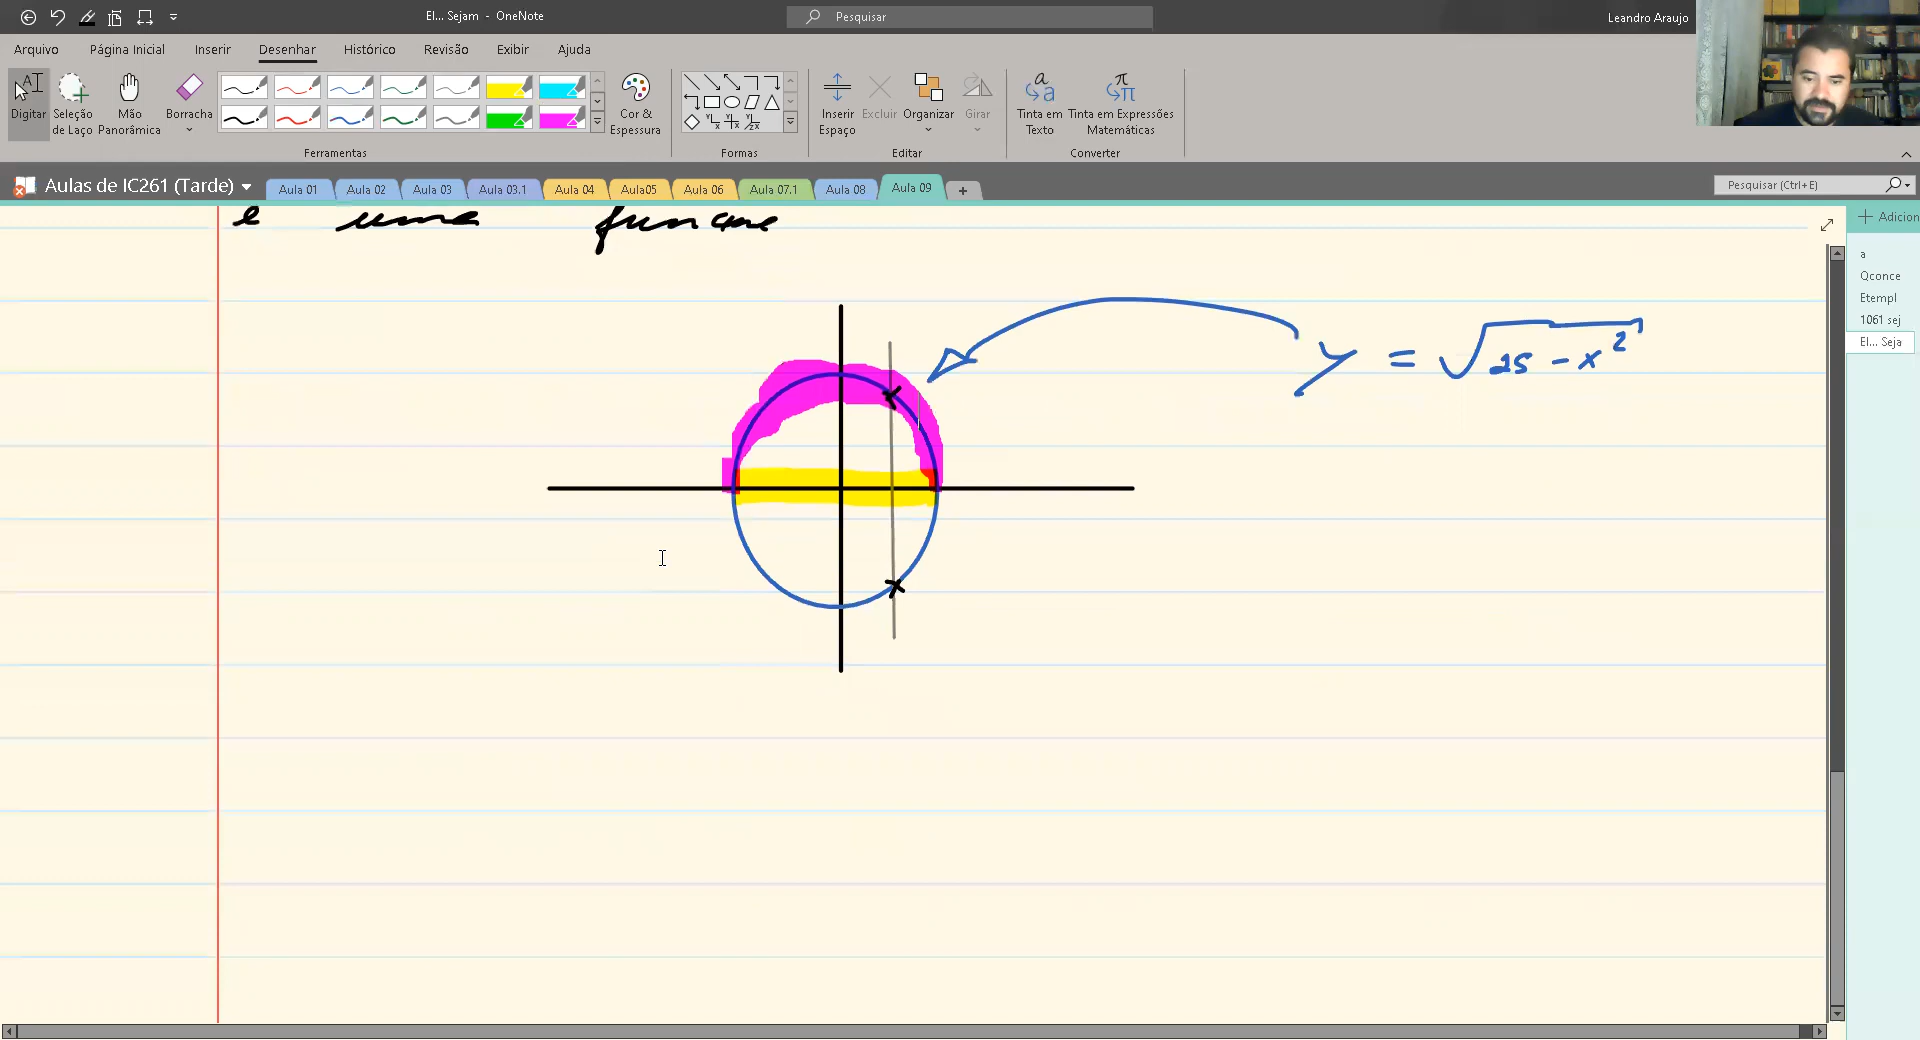 El... Sejam - OneNote
Pesquisar
Leandro Araujo
Arquivo Página Inicial Inserir Desenhar Histórico Revisão Exibir Ajuda
Digitar
Seleção de Laço
Mão Panorâmica
Borracha
Cor & Espessura
Inserir Espaço
Excluir
Organizar
Girar
Tinta em Texto
Tinta em Expressões Matemáticas
Ferramentas
Formas
Editar
Converter
Aulas de IC261 (Tarde)
Aula 01 Aula 02 Aula 03 Aula 03.1 Aula 04 Aula05 Aula 06 Aula 07.1 Aula 08 Aula 09
Pesquisar (Ctrl+E)
Adicion
a
Qconce
Etempl
1061 sej
El... Seja
e uma
y = √25 - x²